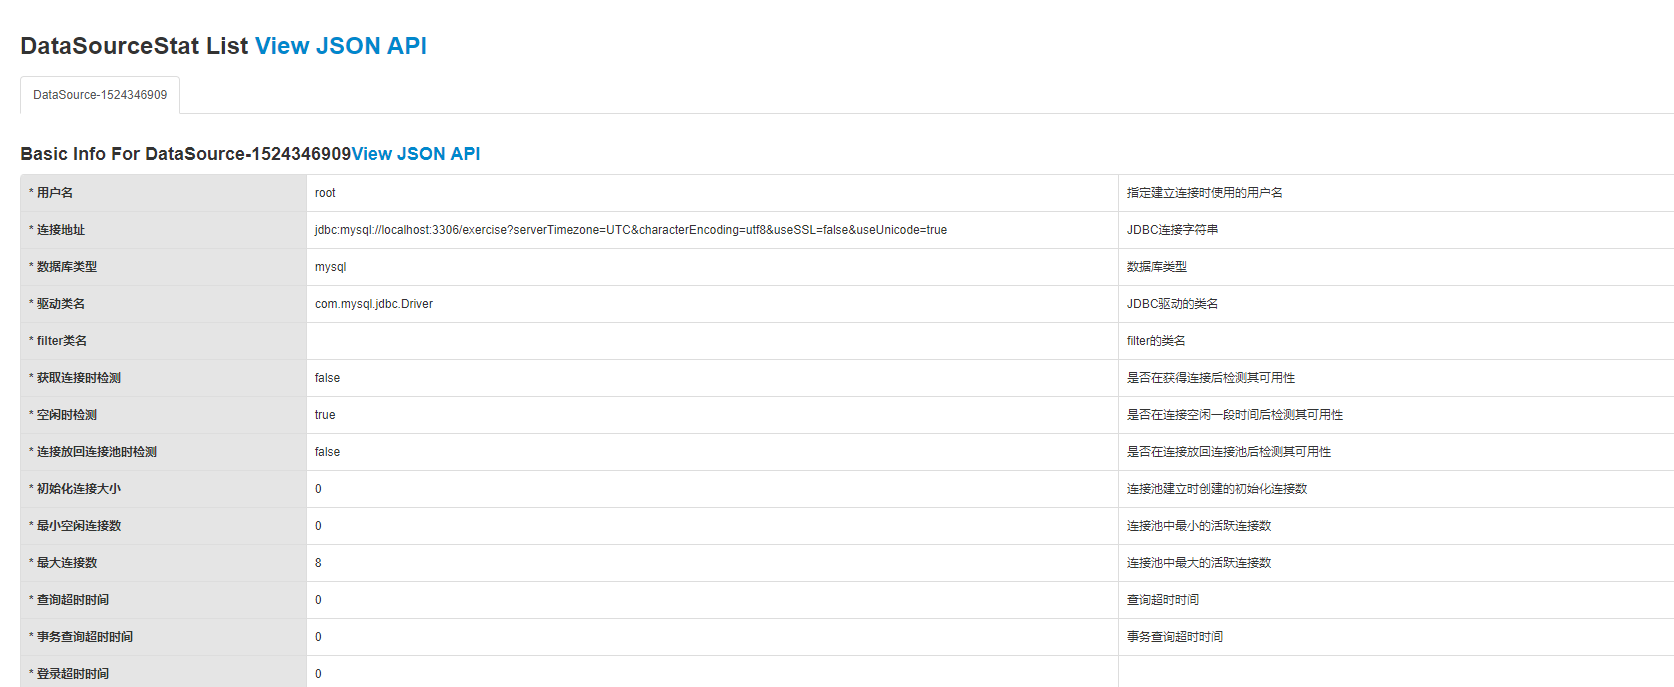 DataSourceStat List View JSON API
DataSource-1524346909
Basic Info For DataSource-1524346909View JSON API
* 用户名 root 指定建立连接时使用的用户名
* 连接地址 jdbc:mysql://localhost:3306/exercise?serverTimezone=UTC&characterEncoding=utf8&useSSL=false&useUnicode=true JDBC连接字符串
* 数据库类型 mysql 数据库类型
* 驱动类名 com.mysql.jdbc.Driver JDBC驱动的类名
* filter类名 filter的类名
* 获取连接时检测 false 是否在获得连接后检测其可用性
* 空闲时检测 true 是否在连接空闲一段时间后检测其可用性
* 连接放回连接池时检测 false 是否在连接放回连接池后检测其可用性
* 初始化连接大小 0 连接池建立时创建的初始化连接数
* 最小空闲连接数 0 连接池中最小的活跃连接数
* 最大连接数 8 连接池中最大的活跃连接数
* 查询超时时间 0 查询超时时间
* 事务查询超时时间 0 事务查询超时时间
* 登录超时时间 0